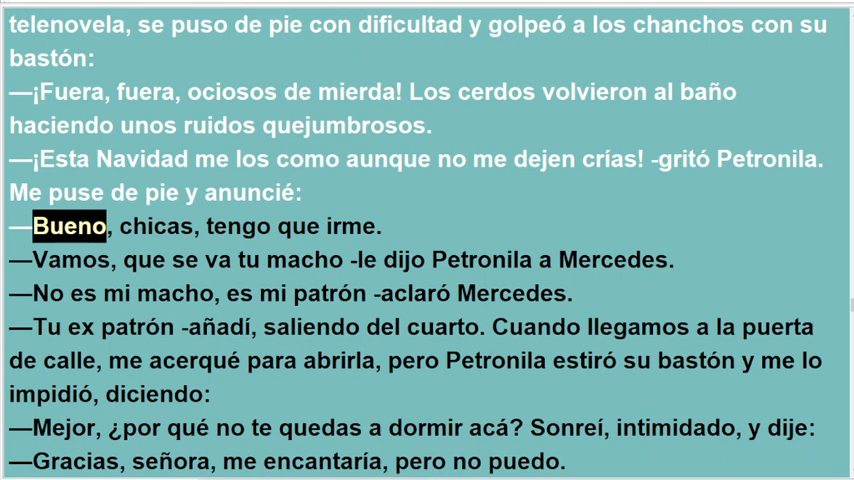 telenovela, se puso de pie con dificultad y golpeó a los chanchos con su
bastón:
—¡Fuera, fuera, ociosos de mierda! Los cerdos volvieron al baño
haciendo unos ruidos quejumbrosos.
—¡Esta Navidad me los como aunque no me dejen crías! -gritó Petronila.
Me puse de pie y anuncié:
—Bueno, chicas, tengo que irme.
—Vamos, que se va tu macho -le dijo Petronila a Mercedes.
—No es mi macho, es mi patrón -aclaró Mercedes.
—Tu ex patrón -añadí, saliendo del cuarto. Cuando llegamos a la puerta
de calle, me acerqué para abrirla, pero Petronila estiró su bastón y me lo
impidió, diciendo:
—Mejor, ¿por qué no te quedas a dormir acá? Sonreí, intimidado, y dije:
—Gracias, señora, me encantaría, pero no puedo.